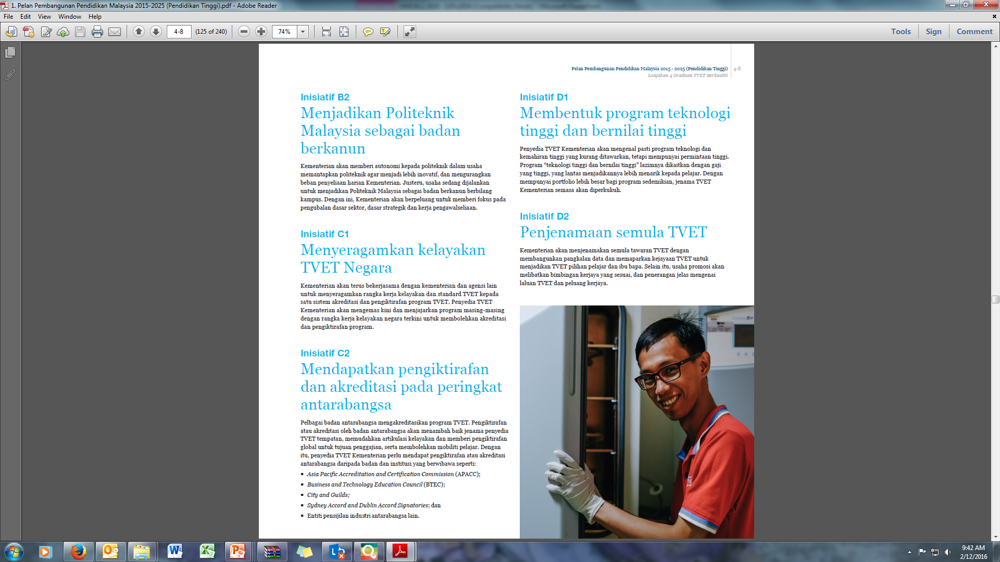 1. Pelan Pembangunan Pendidikan Malaysia 2015-2025 (Pendidikan Tinggi).pdf - Adobe Reader
File Edit View Window Help
4-8 (125 of 240) 74% Tools Sign Comment
Pelan Pembangunan Pendidikan Malaysia 2015 - 2025 (Pendidikan Tinggi) 4-8
Lonjakan 4 Graduan TVET Berkualiti
Inisiatif B2
Menjadikan Politeknik
Malaysia sebagai badan
berkanun
Kementerian akan memberi autonomi kepada politeknik dalam usaha
memantapkan politeknik agar menjadi lebih inovatif, dan mengurangkan
beban penyeliaan harian Kementerian. Justeru, usaha sedang dijalankan
untuk menjadikan Politeknik Malaysia sebagai badan berkanun berbilang
kampus. Dengan ini, Kementerian akan berpeluang untuk memberi fokus pada
pengubalan dasar sektor, dasar strategik dan kerja pengawalseliaan.
Inisiatif C1
Menyeragamkan kelayakan
TVET Negara
Kementerian akan terus bekerjasama dengan kementerian dan agensi lain
untuk menyeragamkan rangka kerja kelayakan dan standard TVET kepada
satu sistem akreditasi dan pengiktirafan program TVET. Penyedia TVET
Kementerian akan mengemas kini dan menjajarkan program masing-masing
dengan rangka kerja kelayakan negara terkini untuk membolehkan akreditasi
dan pengiktirafan program.
Inisiatif C2
Mendapatkan pengiktirafan
dan akreditasi pada peringkat
antarabangsa
Pelbagai badan antarabangsa mengakreditasikan program TVET. Pengiktirafan
atau akreditasi oleh badan antarabangsa akan menambah baik jenama penyedia
TVET tempatan, memudahkan artikulasi kelayakan dan memberi pengiktirafan
global untuk tujuan penggajian, serta membolehkan mobiliti pelajar. Dengan
itu, penyedia TVET Kementerian perlu mendapat pengiktirafan atau akreditasi
antarabangsa daripada badan dan institusi yang berwibawa seperti:
▪ Asia Pacific Accreditation and Certification Commission (APACC);
▪ Business and Technology Education Council (BTEC);
▪ City and Guilds;
▪ Sydney Accord and Dublin Accord Signatories; dan
▪ Entiti pensijilan industri antarabangsa lain.
Inisiatif D1
Membentuk program teknologi
tinggi dan bernilai tinggi
Penyedia TVET Kementerian akan mengenal pasti program teknologi dan
kemahiran tinggi yang kurang ditawarkan, tetapi mempunyai permintaan tinggi.
Program “teknologi tinggi dan bernilai tinggi” lazimnya dikaitkan dengan gaji
yang tinggi, yang lantas menjadikannya lebih menarik kepada pelajar. Dengan
mempunyai portfolio lebih besar bagi program sedemikian, jenama TVET
Kementerian semasa akan diperkukuh.
Inisiatif D2
Penjenamaan semula TVET
Kementerian akan menjenamakan semula tawaran TVET dengan
membangunkan pangkalan data dan memaparkan kejayaan TVET untuk
menjadikan TVET pilihan pelajar dan ibu bapa. Selain itu, usaha promosi akan
melibatkan bimbingan kerjaya yang sesuai, dan penerangan jelas mengenai
laluan TVET dan peluang kerjaya.
9:42 AM
2/12/2016